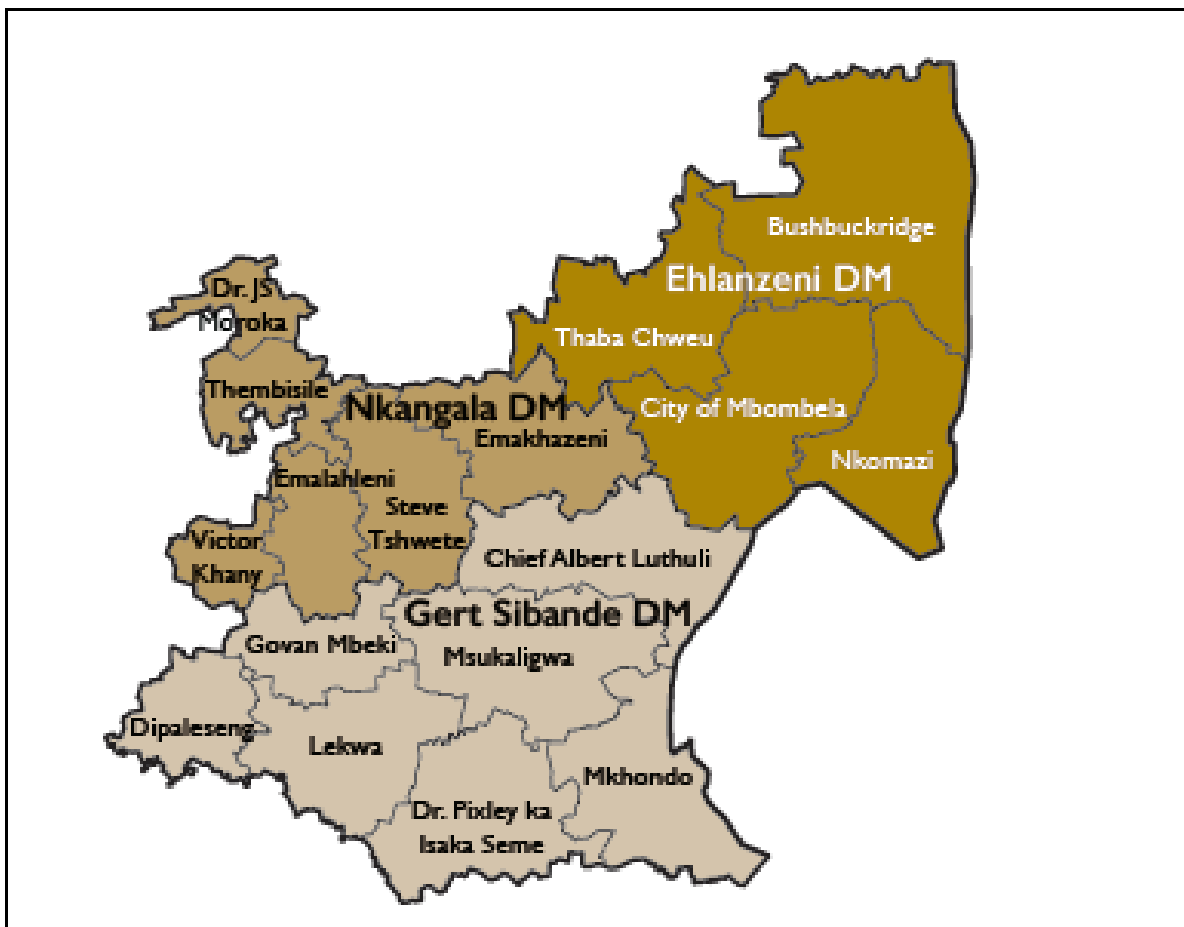 Bushbuckridge
Ehlanzeni DM
Dr. JS
Moroka
Thaba Chweu
Thembisile
Nkangala DM
City of Mbombela
Emakhazeni
Nkomazi
Emalahleni
Steve
Tshwete
Victor
Khany
Chief Albert Luthuli
Gert Sibande DM
Govan Mbeki
Msukaligwa
Dipaleseng
Lekwa
Mkhondo
Dr. Pixley ka
Isaka Seme